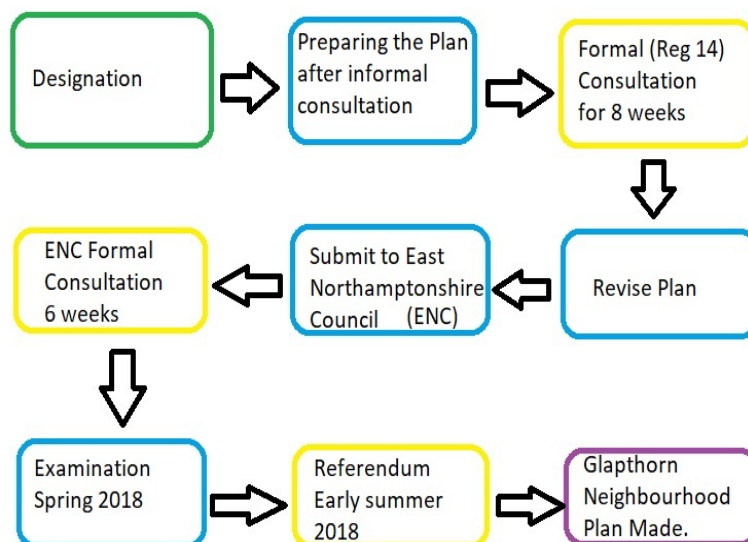 Designation
Preparing the Plan
after informal
consultation
Formal (Reg 14)
Consultation
for 8 weeks
Revise Plan
Submit to East
Northamptonshire
Council (ENC)
ENC Formal
Consultation
6 weeks
Examination
Spring 2018
Referendum
Early summer
2018
Glapthorn
Neighbourhood
Plan Made.